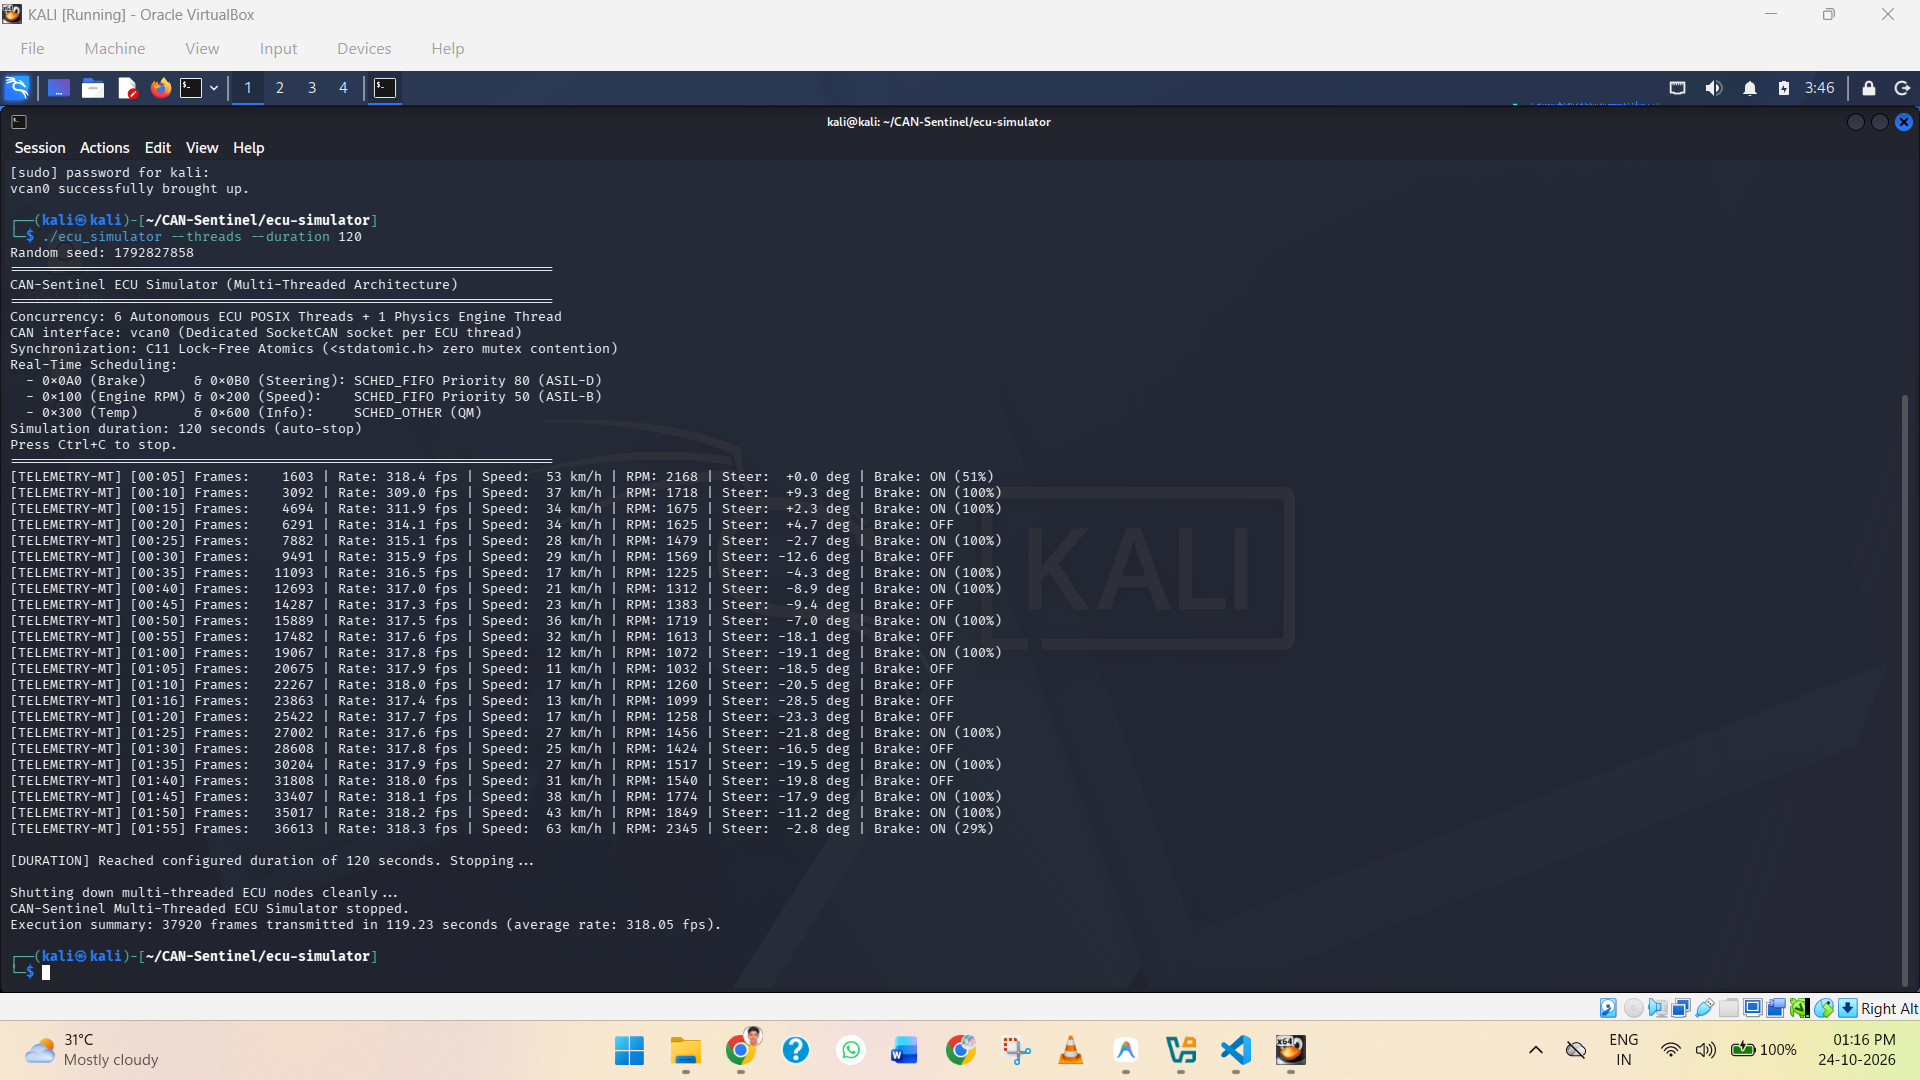 KALI [Running] - Oracle VirtualBox
File Machine View Input Devices Help
1 2 3 4
3:46
kali@kali: ~/CAN-Sentinel/ecu-simulator
Session Actions Edit View Help
[sudo] password for kali:
vcan0 successfully brought up.
┌──(kali㉿kali)-[~/CAN-Sentinel/ecu-simulator]
└─$ ./ecu_simulator --threads --duration 120
Random seed: 1792827858
CAN-Sentinel ECU Simulator (Multi-Threaded Architecture)
Concurrency: 6 Autonomous ECU POSIX Threads + 1 Physics Engine Thread
CAN interface: vcan0 (Dedicated SocketCAN socket per ECU thread)
Synchronization: C11 Lock-Free Atomics (<stdatomic.h> zero mutex contention)
Real-Time Scheduling:
- 0×0A0 (Brake) & 0×0B0 (Steering): SCHED_FIFO Priority 80 (ASIL-D)
- 0×100 (Engine RPM) & 0×200 (Speed): SCHED_FIFO Priority 50 (ASIL-B)
- 0×300 (Temp) & 0×600 (Info): SCHED_OTHER (QM)
Simulation duration: 120 seconds (auto-stop)
Press Ctrl+C to stop.
[TELEMETRY-MT] [00:05] Frames: 1603 | Rate: 318.4 fps | Speed: 53 km/h | RPM: 2168 | Steer: +0.0 deg | Brake: ON (51%)
[TELEMETRY-MT] [00:10] Frames: 3092 | Rate: 309.0 fps | Speed: 37 km/h | RPM: 1718 | Steer: +9.3 deg | Brake: ON (100%)
[TELEMETRY-MT] [00:15] Frames: 4694 | Rate: 311.9 fps | Speed: 34 km/h | RPM: 1675 | Steer: +2.3 deg | Brake: ON (100%)
[TELEMETRY-MT] [00:20] Frames: 6291 | Rate: 314.1 fps | Speed: 34 km/h | RPM: 1625 | Steer: +4.7 deg | Brake: OFF
[TELEMETRY-MT] [00:25] Frames: 7882 | Rate: 315.1 fps | Speed: 28 km/h | RPM: 1479 | Steer: -2.7 deg | Brake: ON (100%)
[TELEMETRY-MT] [00:30] Frames: 9491 | Rate: 315.9 fps | Speed: 29 km/h | RPM: 1569 | Steer: -12.6 deg | Brake: OFF
[TELEMETRY-MT] [00:35] Frames: 11093 | Rate: 316.5 fps | Speed: 17 km/h | RPM: 1225 | Steer: -4.3 deg | Brake: ON (100%)
[TELEMETRY-MT] [00:40] Frames: 12693 | Rate: 317.0 fps | Speed: 21 km/h | RPM: 1312 | Steer: -8.9 deg | Brake: ON (100%)
[TELEMETRY-MT] [00:45] Frames: 14287 | Rate: 317.3 fps | Speed: 23 km/h | RPM: 1383 | Steer: -9.4 deg | Brake: OFF
[TELEMETRY-MT] [00:50] Frames: 15889 | Rate: 317.5 fps | Speed: 36 km/h | RPM: 1719 | Steer: -7.0 deg | Brake: ON (100%)
[TELEMETRY-MT] [00:55] Frames: 17482 | Rate: 317.6 fps | Speed: 32 km/h | RPM: 1613 | Steer: -18.1 deg | Brake: OFF
[TELEMETRY-MT] [01:00] Frames: 19067 | Rate: 317.8 fps | Speed: 12 km/h | RPM: 1072 | Steer: -19.1 deg | Brake: ON (100%)
[TELEMETRY-MT] [01:05] Frames: 20675 | Rate: 317.9 fps | Speed: 11 km/h | RPM: 1032 | Steer: -18.5 deg | Brake: OFF
[TELEMETRY-MT] [01:10] Frames: 22267 | Rate: 318.0 fps | Speed: 17 km/h | RPM: 1260 | Steer: -20.5 deg | Brake: OFF
[TELEMETRY-MT] [01:16] Frames: 23863 | Rate: 317.4 fps | Speed: 13 km/h | RPM: 1099 | Steer: -28.5 deg | Brake: OFF
[TELEMETRY-MT] [01:20] Frames: 25422 | Rate: 317.7 fps | Speed: 17 km/h | RPM: 1258 | Steer: -23.3 deg | Brake: OFF
[TELEMETRY-MT] [01:25] Frames: 27002 | Rate: 317.6 fps | Speed: 27 km/h | RPM: 1456 | Steer: -21.8 deg | Brake: ON (100%)
[TELEMETRY-MT] [01:30] Frames: 28608 | Rate: 317.8 fps | Speed: 25 km/h | RPM: 1424 | Steer: -16.5 deg | Brake: OFF
[TELEMETRY-MT] [01:35] Frames: 30204 | Rate: 317.9 fps | Speed: 27 km/h | RPM: 1517 | Steer: -19.5 deg | Brake: ON (100%)
[TELEMETRY-MT] [01:40] Frames: 31808 | Rate: 318.0 fps | Speed: 31 km/h | RPM: 1540 | Steer: -19.8 deg | Brake: OFF
[TELEMETRY-MT] [01:45] Frames: 33407 | Rate: 318.1 fps | Speed: 38 km/h | RPM: 1774 | Steer: -17.9 deg | Brake: ON (100%)
[TELEMETRY-MT] [01:50] Frames: 35017 | Rate: 318.2 fps | Speed: 43 km/h | RPM: 1849 | Steer: -11.2 deg | Brake: ON (100%)
[TELEMETRY-MT] [01:55] Frames: 36613 | Rate: 318.3 fps | Speed: 63 km/h | RPM: 2345 | Steer: -2.8 deg | Brake: ON (29%)
KALI
[DURATION] Reached configured duration of 120 seconds. Stopping...
Shutting down multi-threaded ECU nodes cleanly...
CAN-Sentinel Multi-Threaded ECU Simulator stopped.
Execution summary: 37920 frames transmitted in 119.23 seconds (average rate: 318.05 fps).
┌──(kali㉿kali)-[~/CAN-Sentinel/ecu-simulator]
└─$
Right Alt
31°C
Mostly cloudy
ENG
IN
100%
01:16 PM
24-10-2026